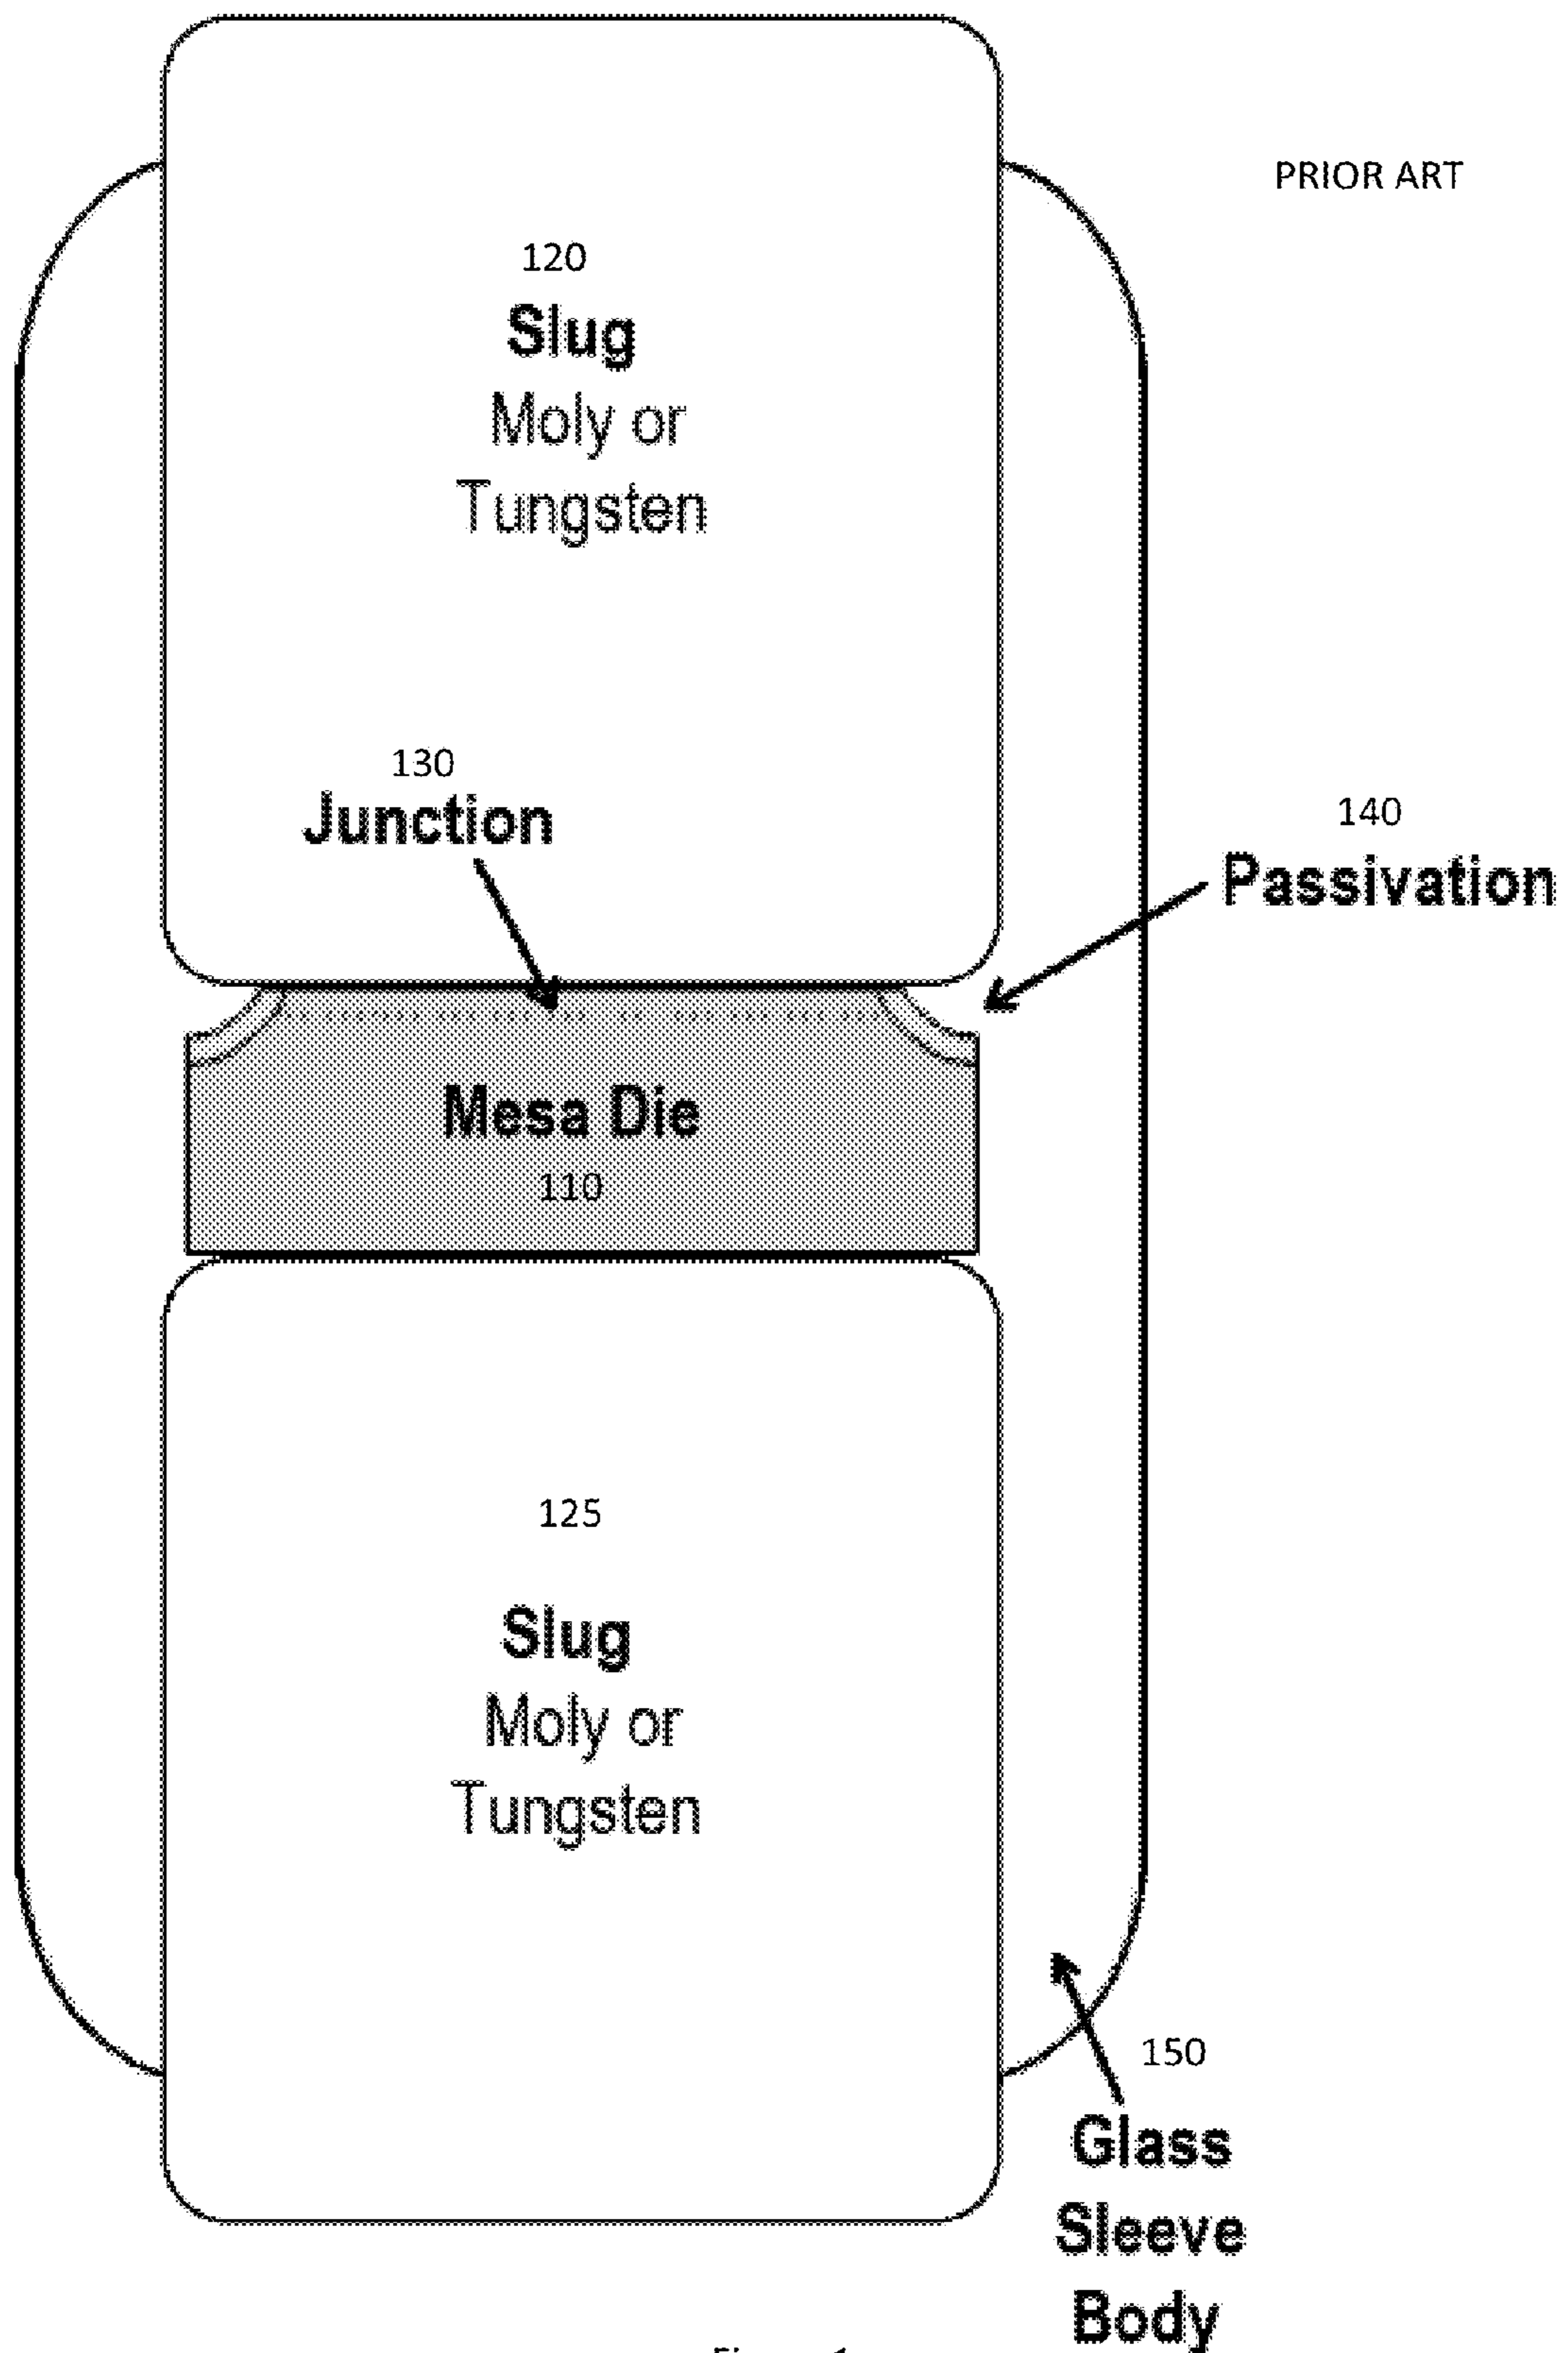 PRIOR ART
120
Slug
Moly or
Tungsten
130
Junction
140
Passivation
Mesa Die
110
125
Slug
Moly or
Tungsten
150
Glass
Sleeve
Body